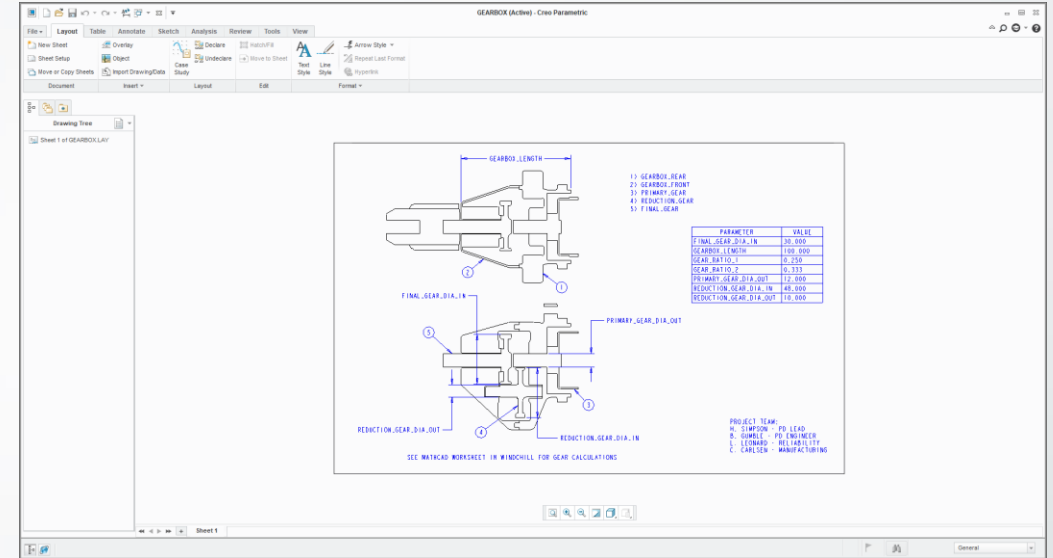 GEARBOX (Active) - Creo Parametric
File Layout Table Annotate Sketch Analysis Review Tools View
New Sheet
Sheet Setup
Move or Copy Sheets
Document
Overlay
Object
Import Drawing/Data
Insert
Case Study
Declare
Undeclare
Layout
Hatch/Fill
Move to Sheet
Edit
Text Style
Line Style
Arrow Style
Repeat Last Format
Hyperlink
Format
Drawing Tree
Sheet 1 of GEARBOX.LAY
GEARBOX_LENGTH
1) GEARBOX_REAR
2) GEARBOX_FRONT
3) PRIMARY_GEAR
4) REDUCTION_GEAR
5) FINAL_GEAR
PARAMETER VALUE
FINAL_GEAR_DIA_IN 30.000
GEARBOX_LENGTH 100.000
GEAR_RATIO_1 0.250
GEAR_RATIO_2 0.333
PRIMARY_GEAR_DIA_OUT 12.000
REDUCTION_GEAR_DIA_IN 48.000
REDUCTION_GEAR_DIA_OUT 10.000
2
1
FINAL_GEAR_DIA_IN
PRIMARY_GEAR_DIA_OUT
5
3
REDUCTION_GEAR_DIA_OUT
4
REDUCTION_GEAR_DIA_IN
SEE MATHCAD WORKSHEET IN WINDCHILL FOR GEAR CALCULATIONS
PROJECT TEAM:
H. SIMPSON - PD LEAD
B. GUMBLE - PD ENGINEER
L. LEONARD - RELIABILITY
C. CARLSEN - MANUFACTURING
Sheet 1
General